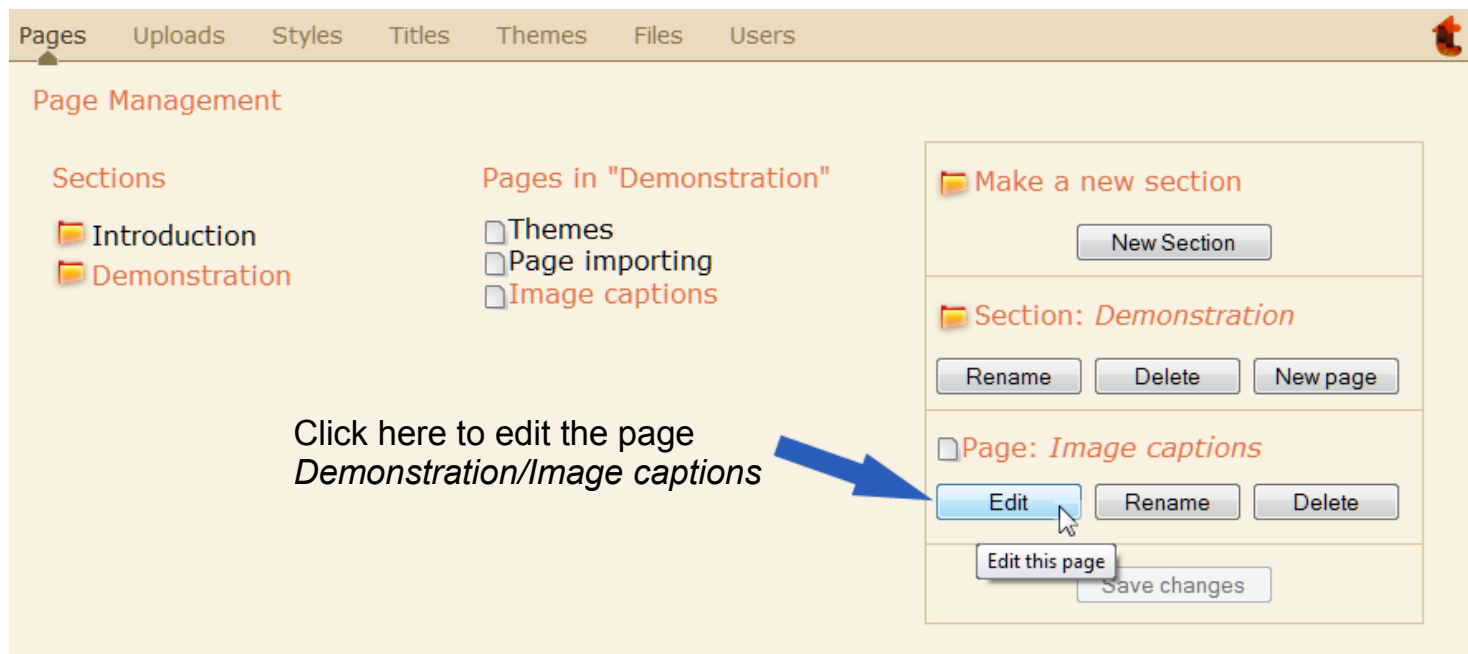 Pages Uploads Styles Titles Themes Files Users t
Page Management
Sections
Introduction
Demonstration
Pages in "Demonstration"
Themes
Page importing
Image captions
Make a new section
New Section
Section: Demonstration
Rename Delete New page
Click here to edit the page
Demonstration/Image captions
Page: Image captions
Edit Rename Delete
Edit this page
Save changes